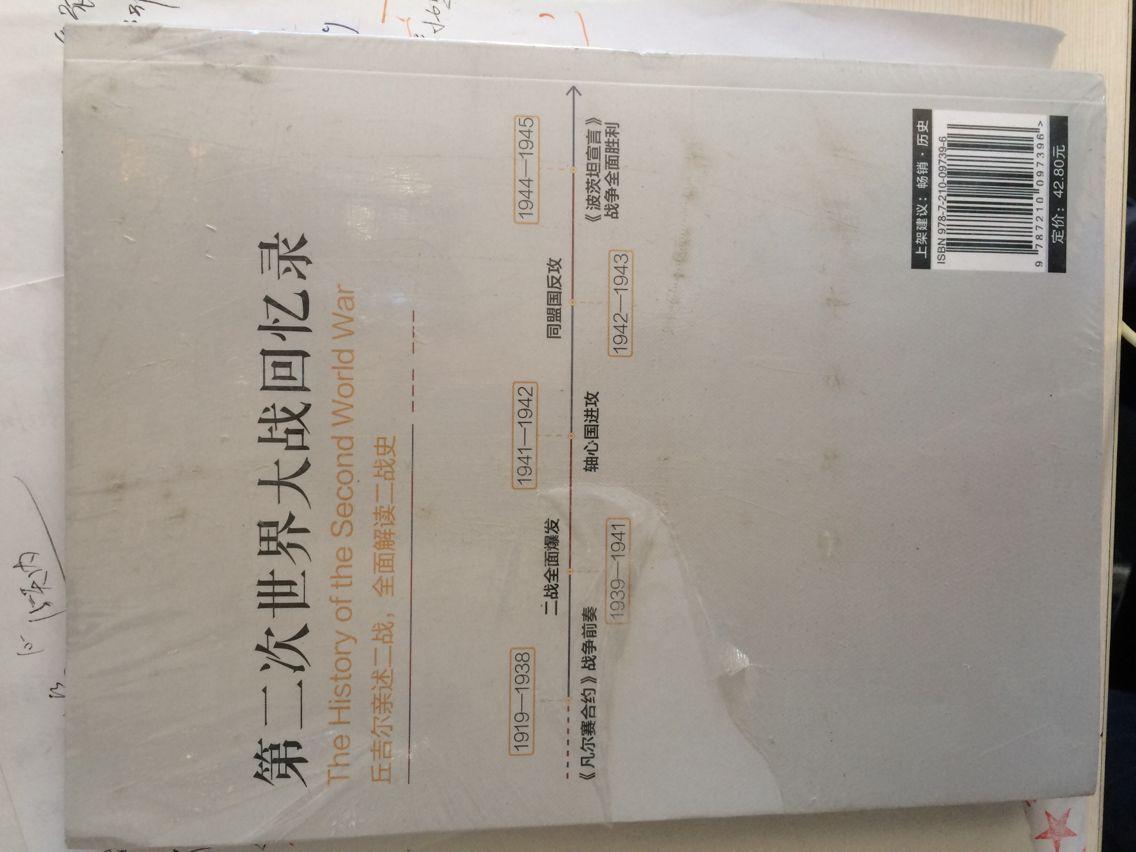 第二次世界大战回忆录
The History of the Second World War
丘吉尔亲述二战，全面解读二战史
1919—1938
《凡尔赛合约》战争前奏
二战全面爆发
1939—1941
1941—1942
轴心国进攻
同盟国反攻
1942—1943
1944—1945
《波茨坦宣言》
战争全面胜利
上架建议：畅销·历史
ISBN 978-7-210-09739-6
9 787210 097396 >
定价：42.80元